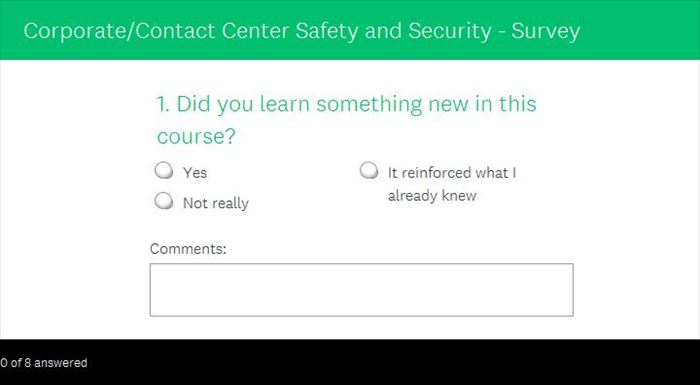 Corporate/Contact Center Safety and Security - Survey
1. Did you learn something new in this
course?
Yes
It reinforced what I
already knew
Not really
Comments:
0 of 8 answered